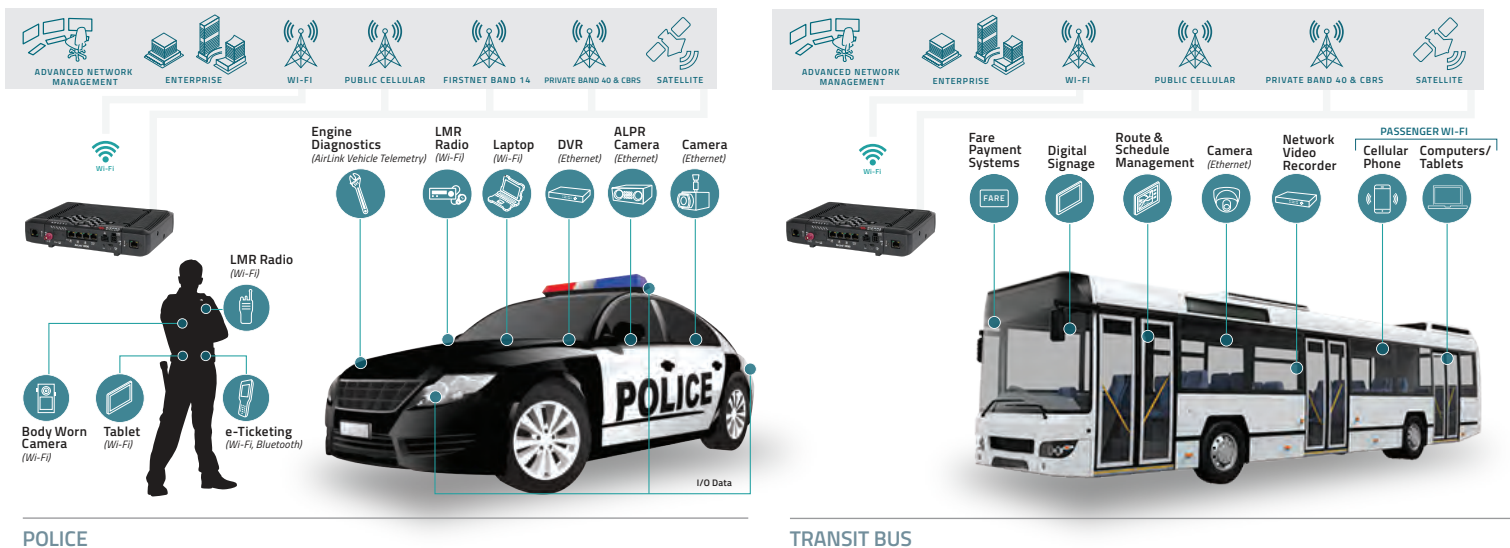 ADVANCED NETWORK
MANAGEMENT
ENTERPRISE
WI-FI
PUBLIC CELLULAR
FIRSTNET BAND 14
PRIVATE BAND 40 & CBRS
SATELLITE
Wi-Fi
Engine
Diagnostics
(AirLink Vehicle Telemetry)
LMR
Radio
(Wi-Fi)
Laptop
(Wi-Fi)
DVR
(Ethernet)
ALPR
Camera
(Ethernet)
Camera
(Ethernet)
LMR Radio
(Wi-Fi)
Body Worn
Camera
(Wi-Fi)
Tablet
(Wi-Fi)
e-Ticketing
(Wi-Fi, Bluetooth)
POLICE
I/O Data
POLICE
ADVANCED NETWORK
MANAGEMENT
ENTERPRISE
WI-FI
PUBLIC CELLULAR
PRIVATE BAND 40 & CBRS
SATELLITE
Wi-Fi
Fare
Payment
Systems
FARE
Digital
Signage
Route &
Schedule
Management
Camera
(Ethernet)
Network
Video
Recorder
PASSENGER WI-FI
Cellular
Phone
Computers/
Tablets
TRANSIT BUS